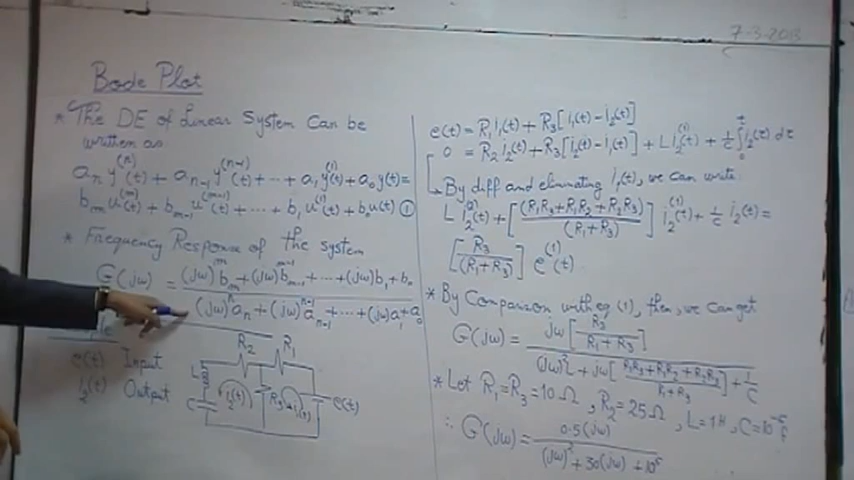 7-3-2013
Bode Plot
* The DE of Linear System Can be
written as
aₙ y⁽ⁿ⁾(t) + aₙ₋₁ y⁽ⁿ⁻¹⁾(t) + ··· + a₁ y⁽¹⁾(t) + a₀ y(t) =
bₘ u⁽ᵐ⁾(t) + bₘ₋₁ u⁽ᵐ⁻¹⁾(t) + ··· + b₁ u⁽¹⁾(t) + b₀ u(t) ①
* Frequency Response of the system
G(jω) = (jω)ᵐ bₘ + (jω)ᵐ⁻¹ bₘ₋₁ + ··· + (jω) b₁ + b₀
(jω)ⁿ aₙ + (jω)ⁿ⁻¹ aₙ₋₁ + ··· + (jω) a₁ + a₀
e(t) Input
i₂(t) Output
R₂ R₁
L
C i₂(t) R₃ i₁(t) e(t)
e(t) = R₁ i₁(t) + R₃ [i₁(t) - i₂(t)]
0 = R₂ i₂(t) + R₃ [i₂(t) - i₁(t)] + L i₂⁽¹⁾(t) + 1/C ∫₀ᵗ i₂(t) dt
By diff and eliminating i₁(t), we can write
L i₂⁽²⁾(t) + [(R₁R₃ + R₁R₂ + R₂R₃) / (R₁ + R₃)] i₂⁽¹⁾(t) + 1/C i₂(t) =
[R₃ / (R₁ + R₃)] e⁽¹⁾(t)
* By Comparison with eq (1), then, we can get
G(jω) = jω [R₃ / (R₁ + R₃)]
(jω)² L + jω [(R₁R₃ + R₁R₂ + R₂R₃) / (R₁ + R₃)] + 1/C
* Let R₁ = R₃ = 10 Ω , R₂ = 25 Ω , L = 1H , C = 10⁻⁶ f
∴ G(jω) = 0.5 (jω)
(jω)² + 30 (jω) + 10⁶